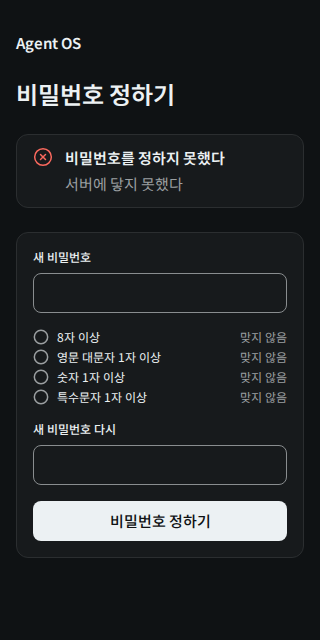 Agent OS
비밀번호 정하기
비밀번호를 정하지 못했다
서버에 닿지 못했다
새 비밀번호
8자 이상 맞지 않음
영문 대문자 1자 이상 맞지 않음
숫자 1자 이상 맞지 않음
특수문자 1자 이상 맞지 않음
새 비밀번호 다시
비밀번호 정하기